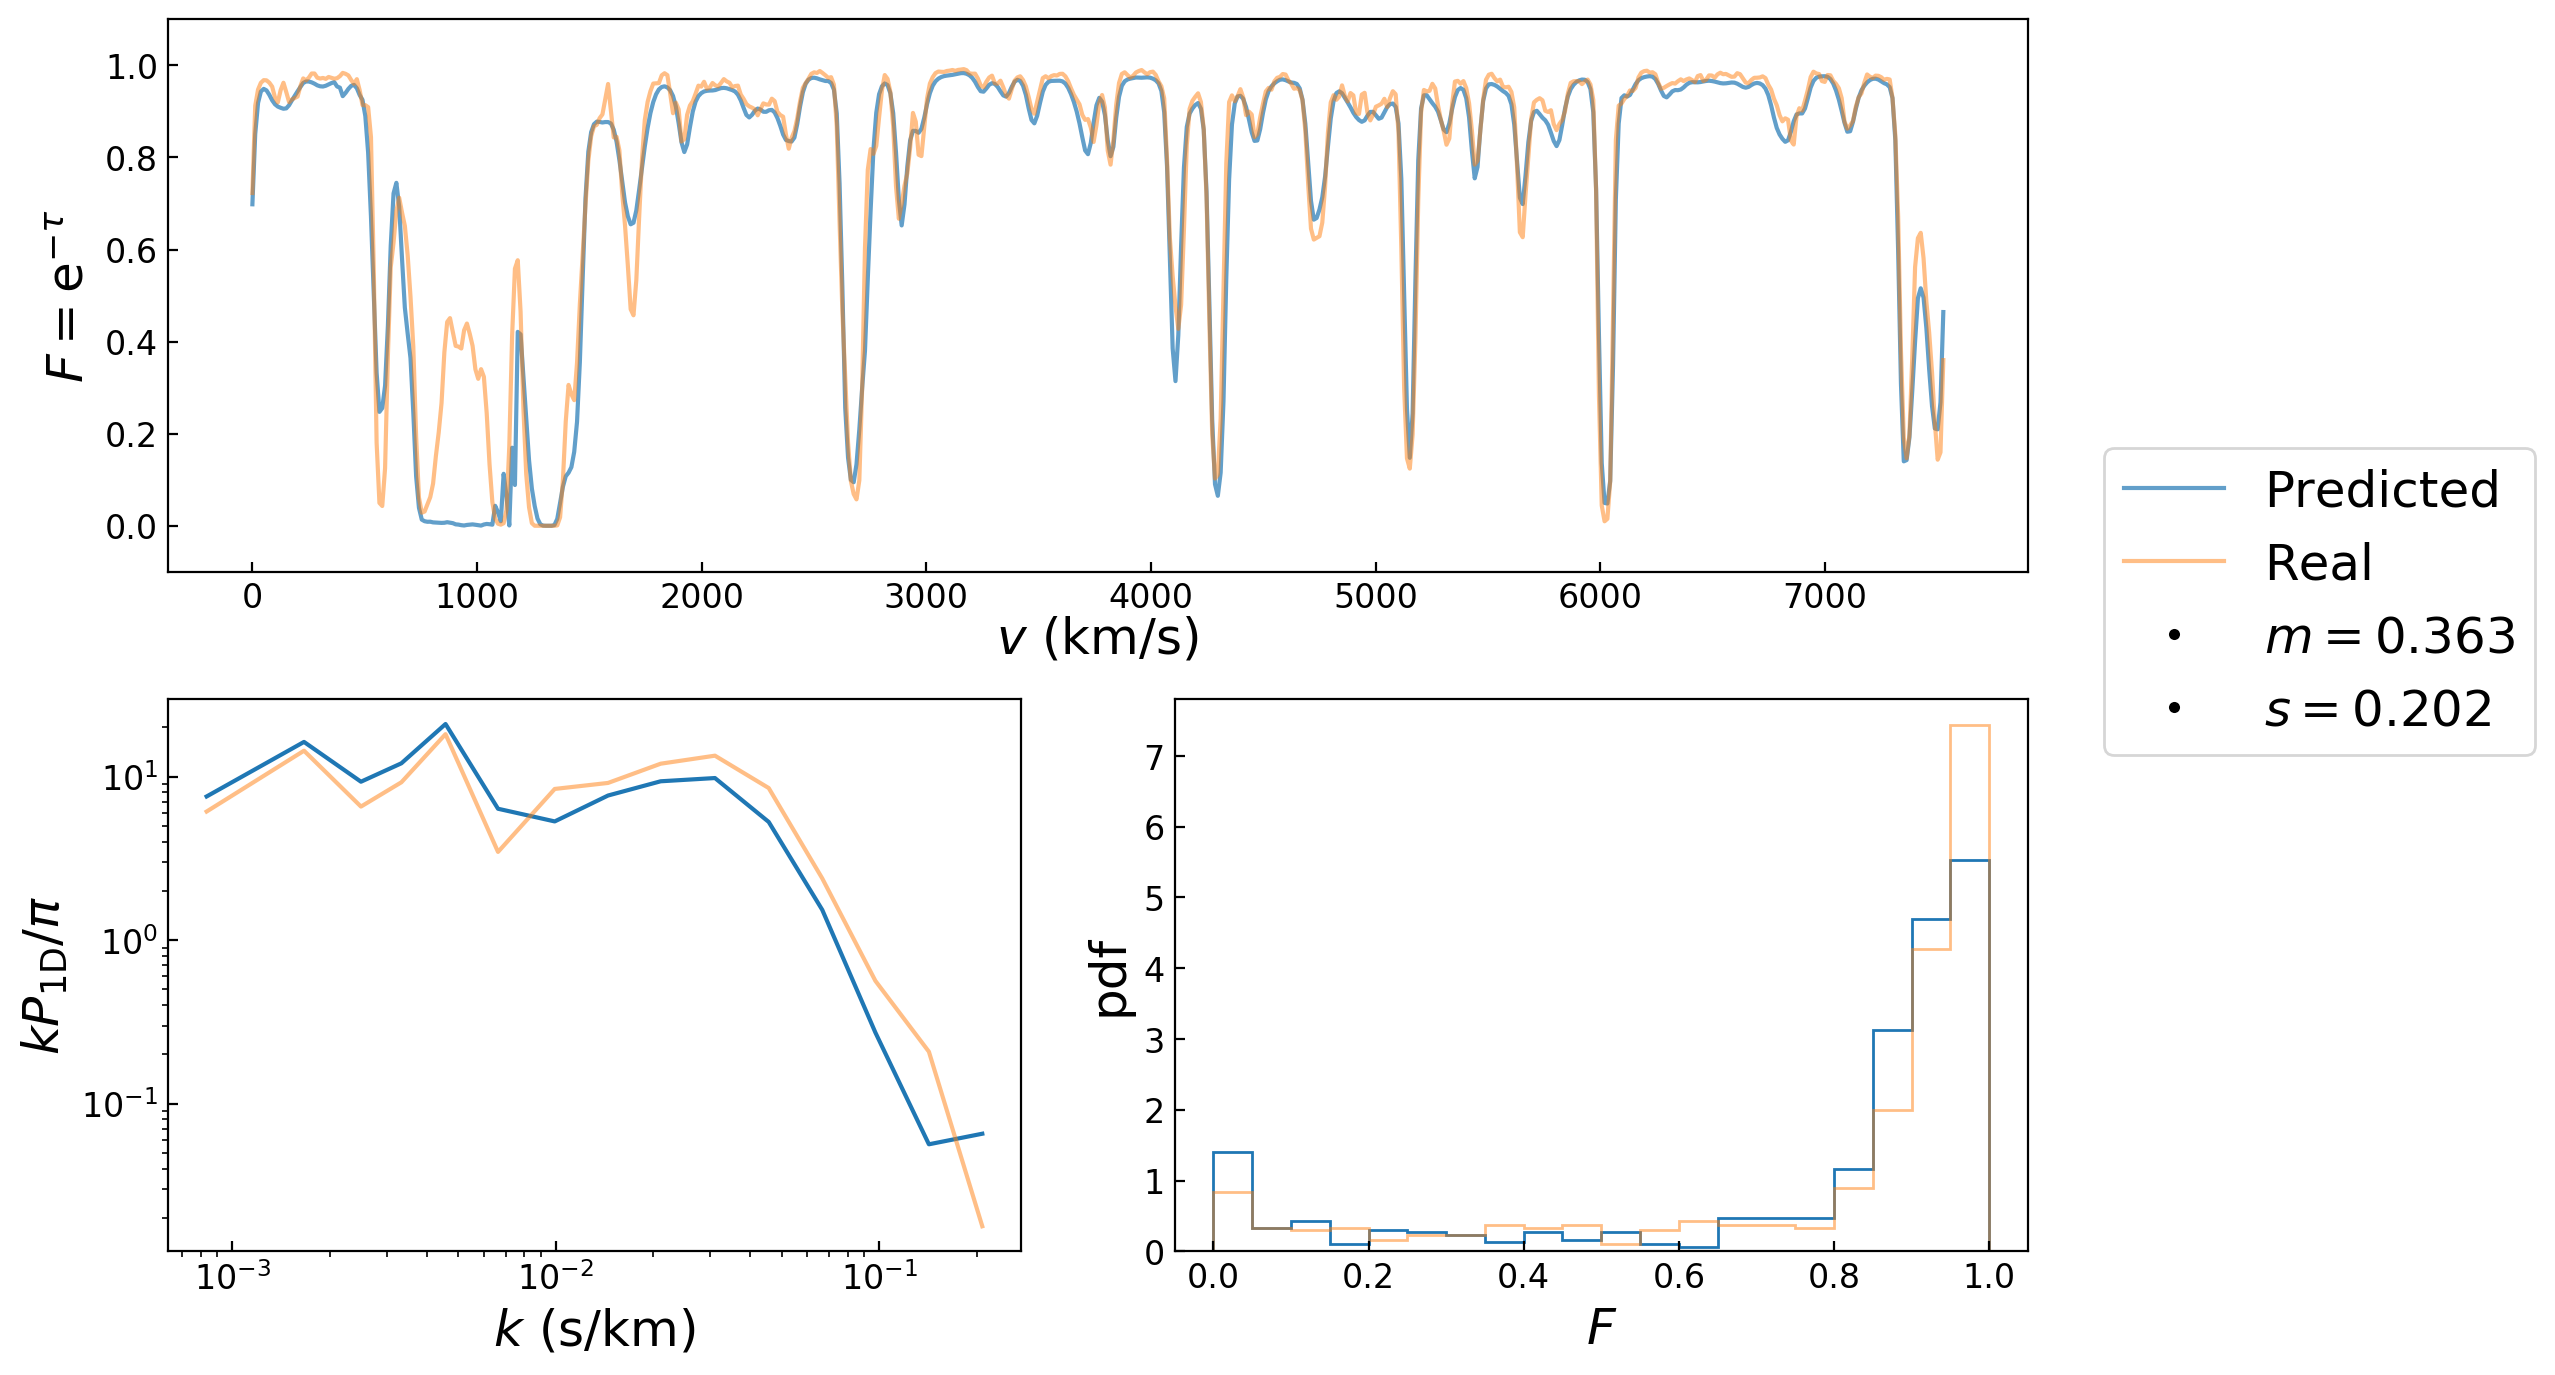 1.0
0.8
0.6
0.4
0.2
0.0
F = e^{−τ}
0 1000 2000 3000 4000 5000 6000 7000
v (km/s)
Predicted
Real
m = 0.363
s = 0.202
10^1
10^0
10^{−1}
kP_{1D}/π
10^{−3} 10^{−2} 10^{−1}
k (s/km)
7
6
5
4
3
2
1
0
pdf
0.0 0.2 0.4 0.6 0.8 1.0
F